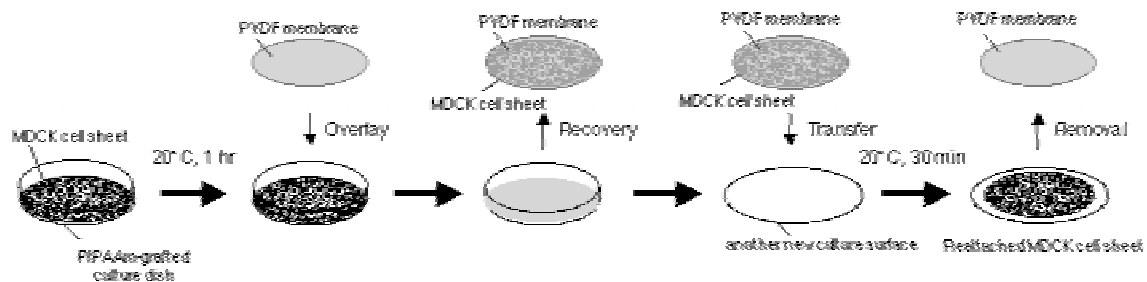 PVDF membrane
PVDF membrane
PVDF membrane
PVDF membrane
MDCK cell sheet
MDCK cell sheet
MDCK cell sheet
Overlay
Recovery
Transfer
Removal
20°C, 1 hr
20°C, 30 min
PIPAAm-grafted
culture dish
another new culture surface
Reattached MDCK cell sheet